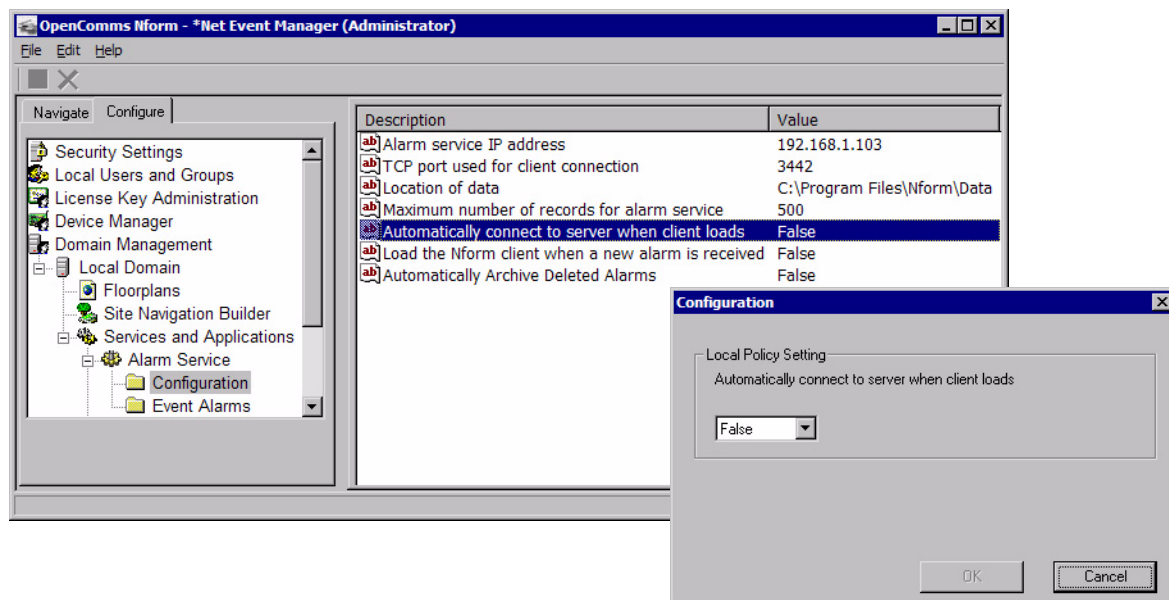 OpenComms Nform - *Net Event Manager (Administrator)
File Edit Help
Navigate Configure
Security Settings
Local Users and Groups
License Key Administration
Device Manager
Domain Management
Local Domain
Floorplans
Site Navigation Builder
Services and Applications
Alarm Service
Configuration
Event Alarms
Description Value
Alarm service IP address 192.168.1.103
TCP port used for client connection 3442
Location of data C:\Program Files\Nform\Data
Maximum number of records for alarm service 500
Automatically connect to server when client loads False
Load the Nform client when a new alarm is received False
Automatically Archive Deleted Alarms False
Configuration
Local Policy Setting
Automatically connect to server when client loads
False
OK Cancel